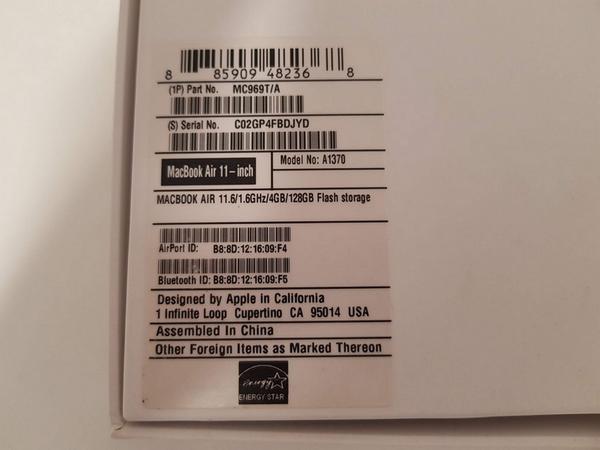 8 85909 48236 8
(1P) Part No. MC969T/A
(S) Serial No. C02GP4FBDJYD
MacBook Air 11-inch
Model No: A1370
MACBOOK AIR 11.6/1.6GHz/4GB/128GB Flash storage
AirPort ID: B8:8D:12:16:09:F4
Bluetooth ID: B8:8D:12:16:09:F5
Designed by Apple in California
1 Infinite Loop Cupertino CA 95014 USA
Assembled In China
Other Foreign Items as Marked Thereon
energy
ENERGY STAR